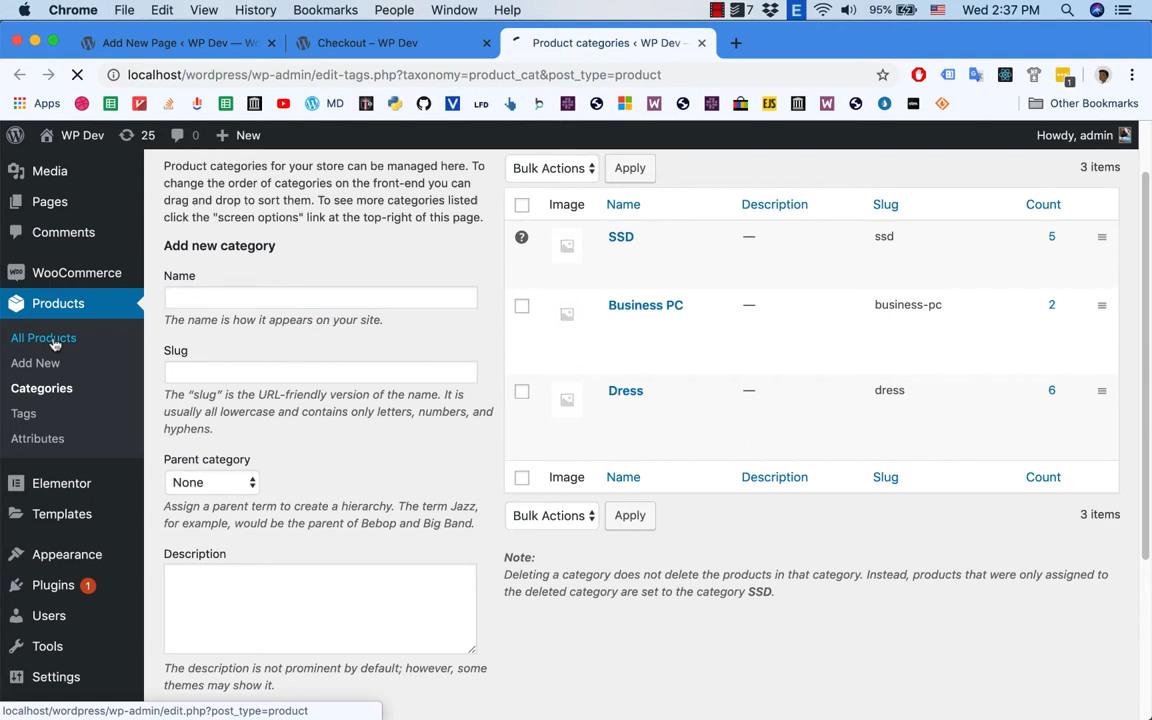 Chrome File Edit View History Bookmarks People Window Help 7 E 95% Wed 2:37 PM
Add New Page ‹ WP Dev — Wo × Checkout – WP Dev × Product categories ‹ WP Dev – × +
localhost/wordpress/wp-admin/edit-tags.php?taxonomy=product_cat&post_type=product 1
Apps MD LFD EJS Other Bookmarks
WP Dev 25 0 + New Howdy, admin
Media
Pages
Comments
WooCommerce
Products
All Products
Add New
Categories
Tags
Attributes
Elementor
Templates
Appearance
Plugins 1
Users
Tools
Settings
Product categories for your store can be managed here. To
change the order of categories on the front-end you can
drag and drop to sort them. To see more categories listed
click the "screen options" link at the top-right of this page.
Add new category
Name
The name is how it appears on your site.
Slug
The “slug” is the URL-friendly version of the name. It is
usually all lowercase and contains only letters, numbers, and
hyphens.
Parent category
None
Assign a parent term to create a hierarchy. The term Jazz,
for example, would be the parent of Bebop and Big Band.
Description
The description is not prominent by default; however, some
themes may show it.
Bulk Actions Apply 3 items
Image Name Description Slug Count
SSD — ssd 5
Business PC — business-pc 2
Dress — dress 6
Image Name Description Slug Count
Bulk Actions Apply 3 items
Note:
Deleting a category does not delete the products in that category. Instead, products that were only assigned to
the deleted category are set to the category SSD.
localhost/wordpress/wp-admin/edit.php?post_type=product